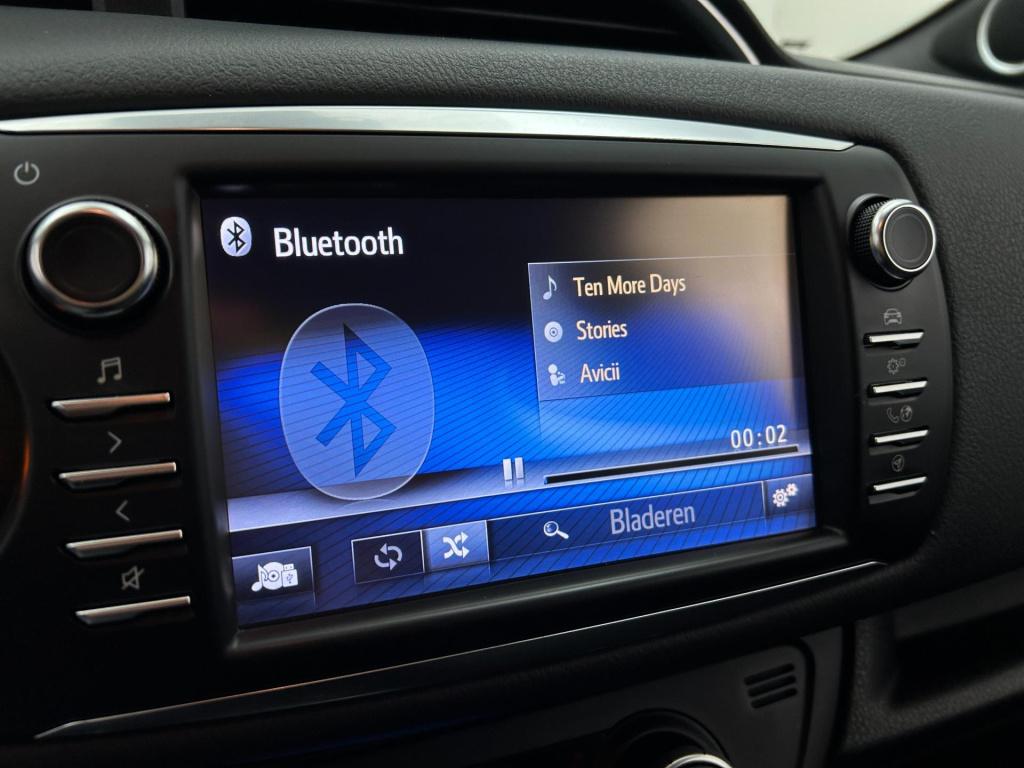 Bluetooth
Ten More Days
Stories
Avicii
00:02
Bladeren